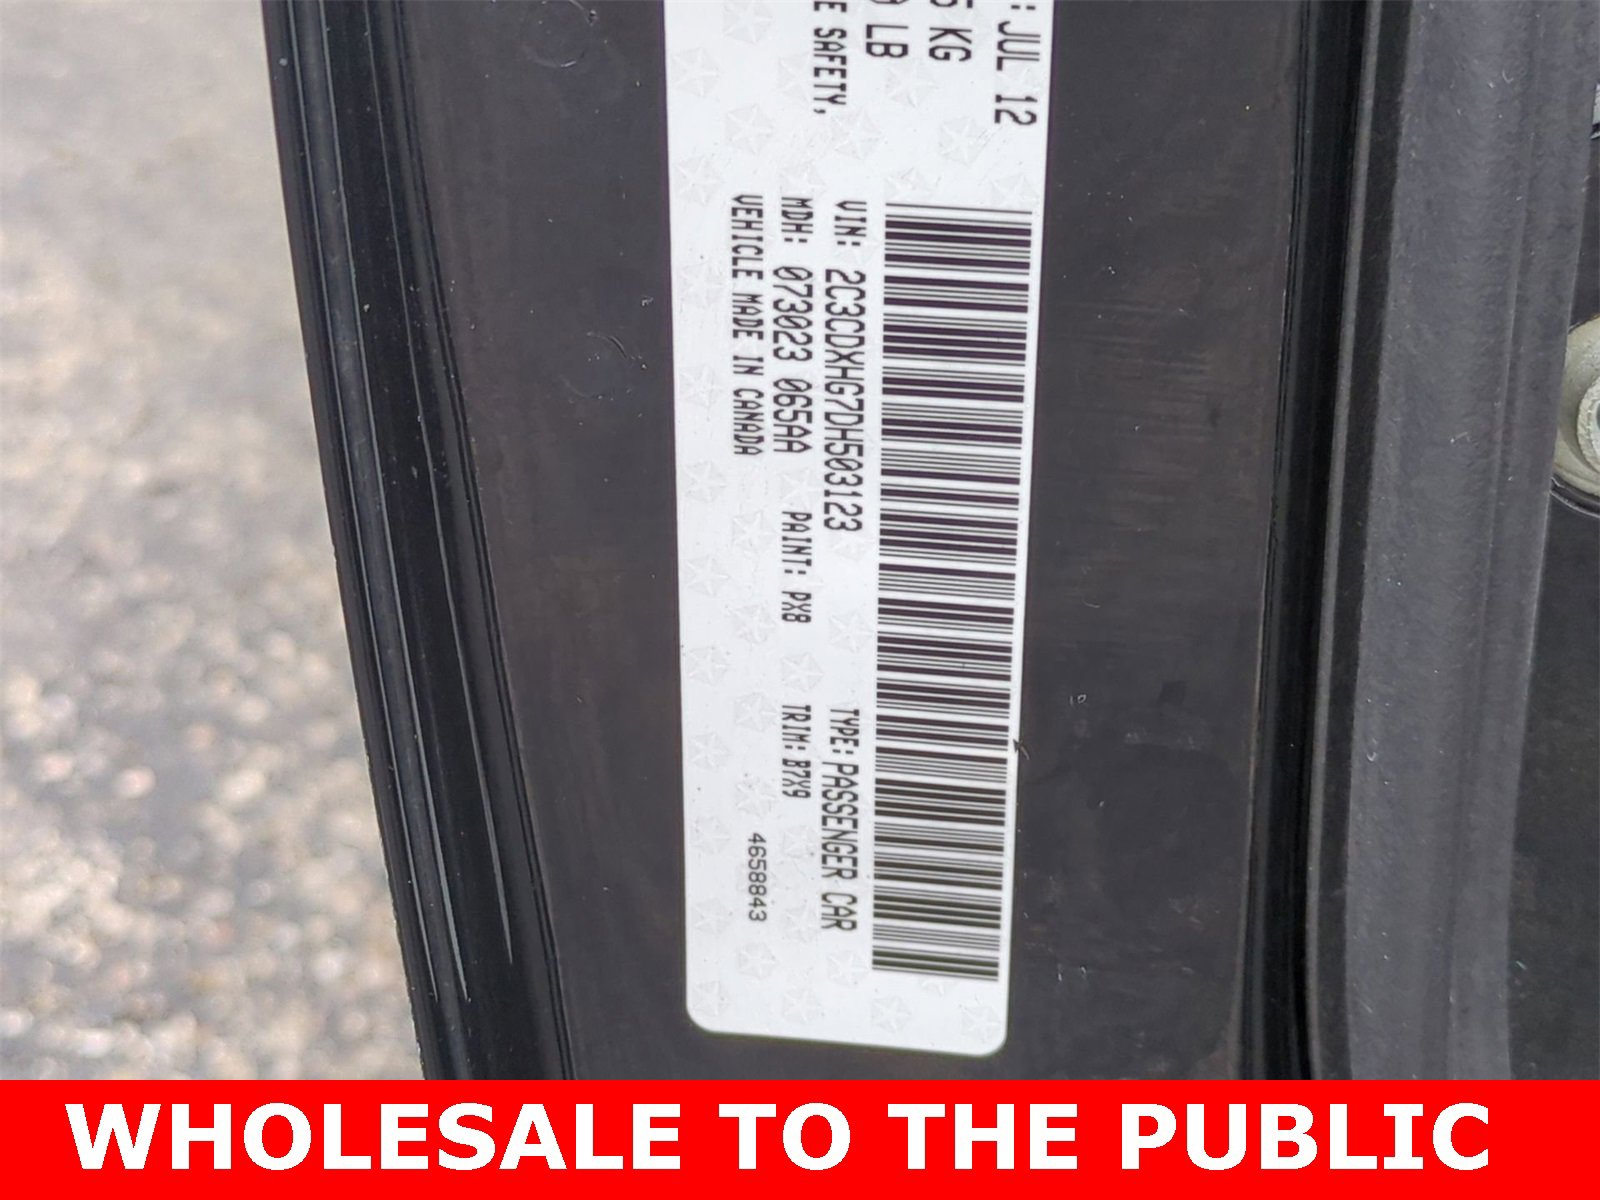 : JUL 12
5 KG
LB
E SAFETY,
VIN: 2C3CDXHG7DH503123
TYPE: PASSENGER CAR
MDH: 073023 065AA PAINT: PX8 TRIM: B7X9
VEHICLE MADE IN CANADA
4658843
WHOLESALE TO THE PUBLIC